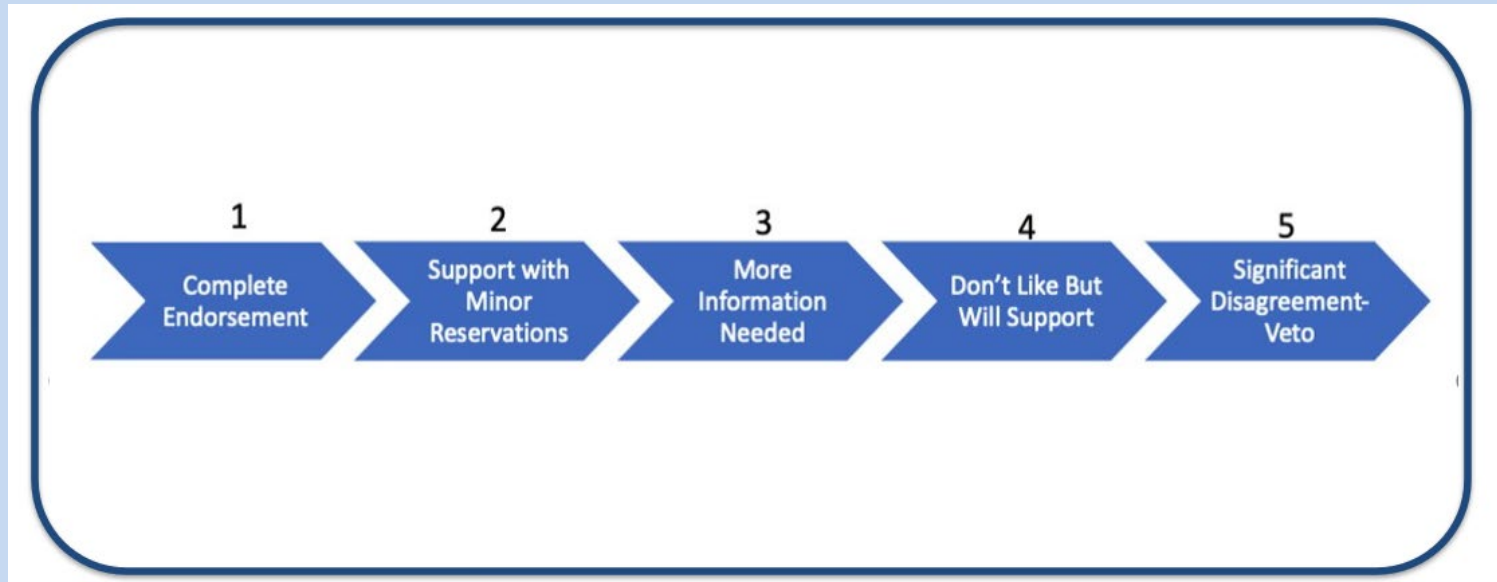 1
Complete
Endorsement
2
Support with
Minor
Reservations
3
More
Information
Needed
4
Don't Like But
Will Support
5
Significant
Disagreement-
Veto